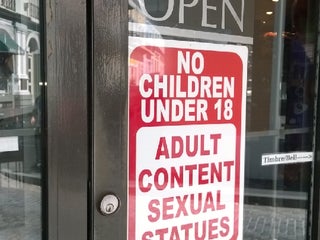 OPEN
NO
CHILDREN
UNDER 18
ADULT
CONTENT
SEXUAL
STATUES
Timbre/Bell